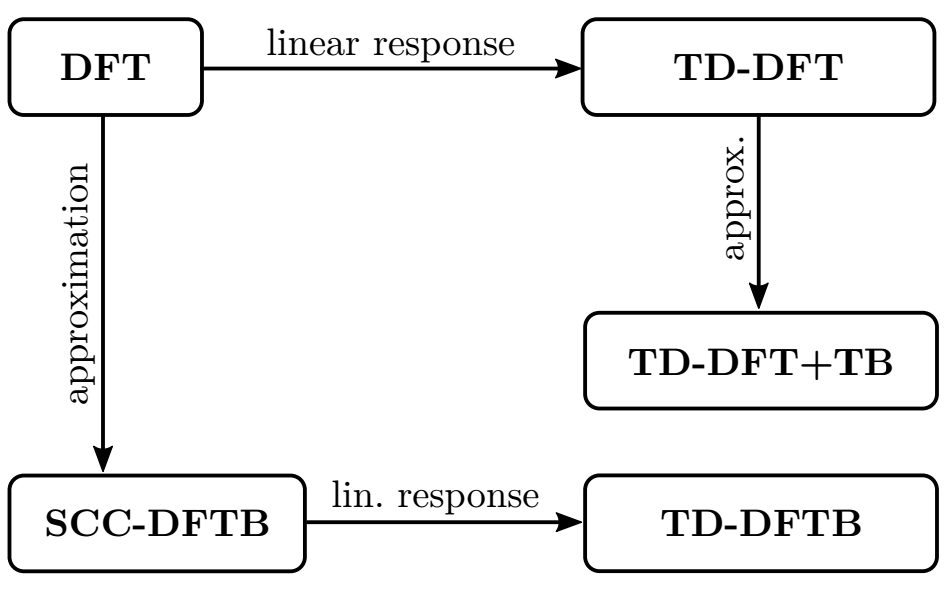 DFT
linear response
TD-DFT
approximation
approx.
TD-DFT+TB
SCC-DFTB
lin. response
TD-DFTB